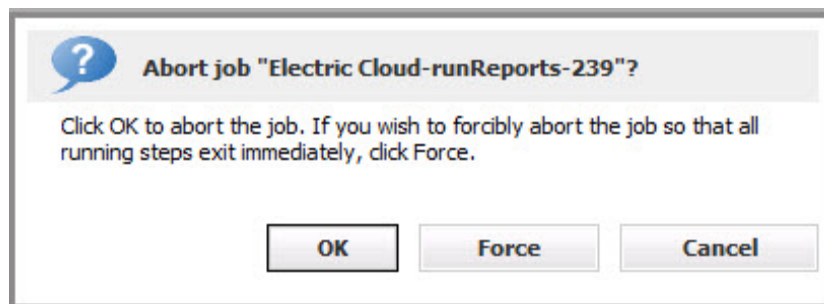 Abort job "Electric Cloud-runReports-239"?
Click OK to abort the job. If you wish to forcibly abort the job so that all
running steps exit immediately, click Force.
OK Force Cancel